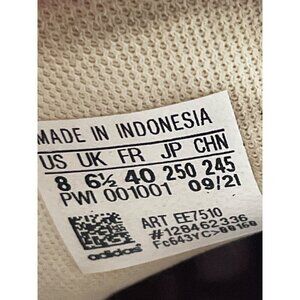 MADE IN INDONESIA
US UK FR JP CHN
8 6½ 40 250 245
PWI 001001 09/21
ART EE7510
#128462336
adidas